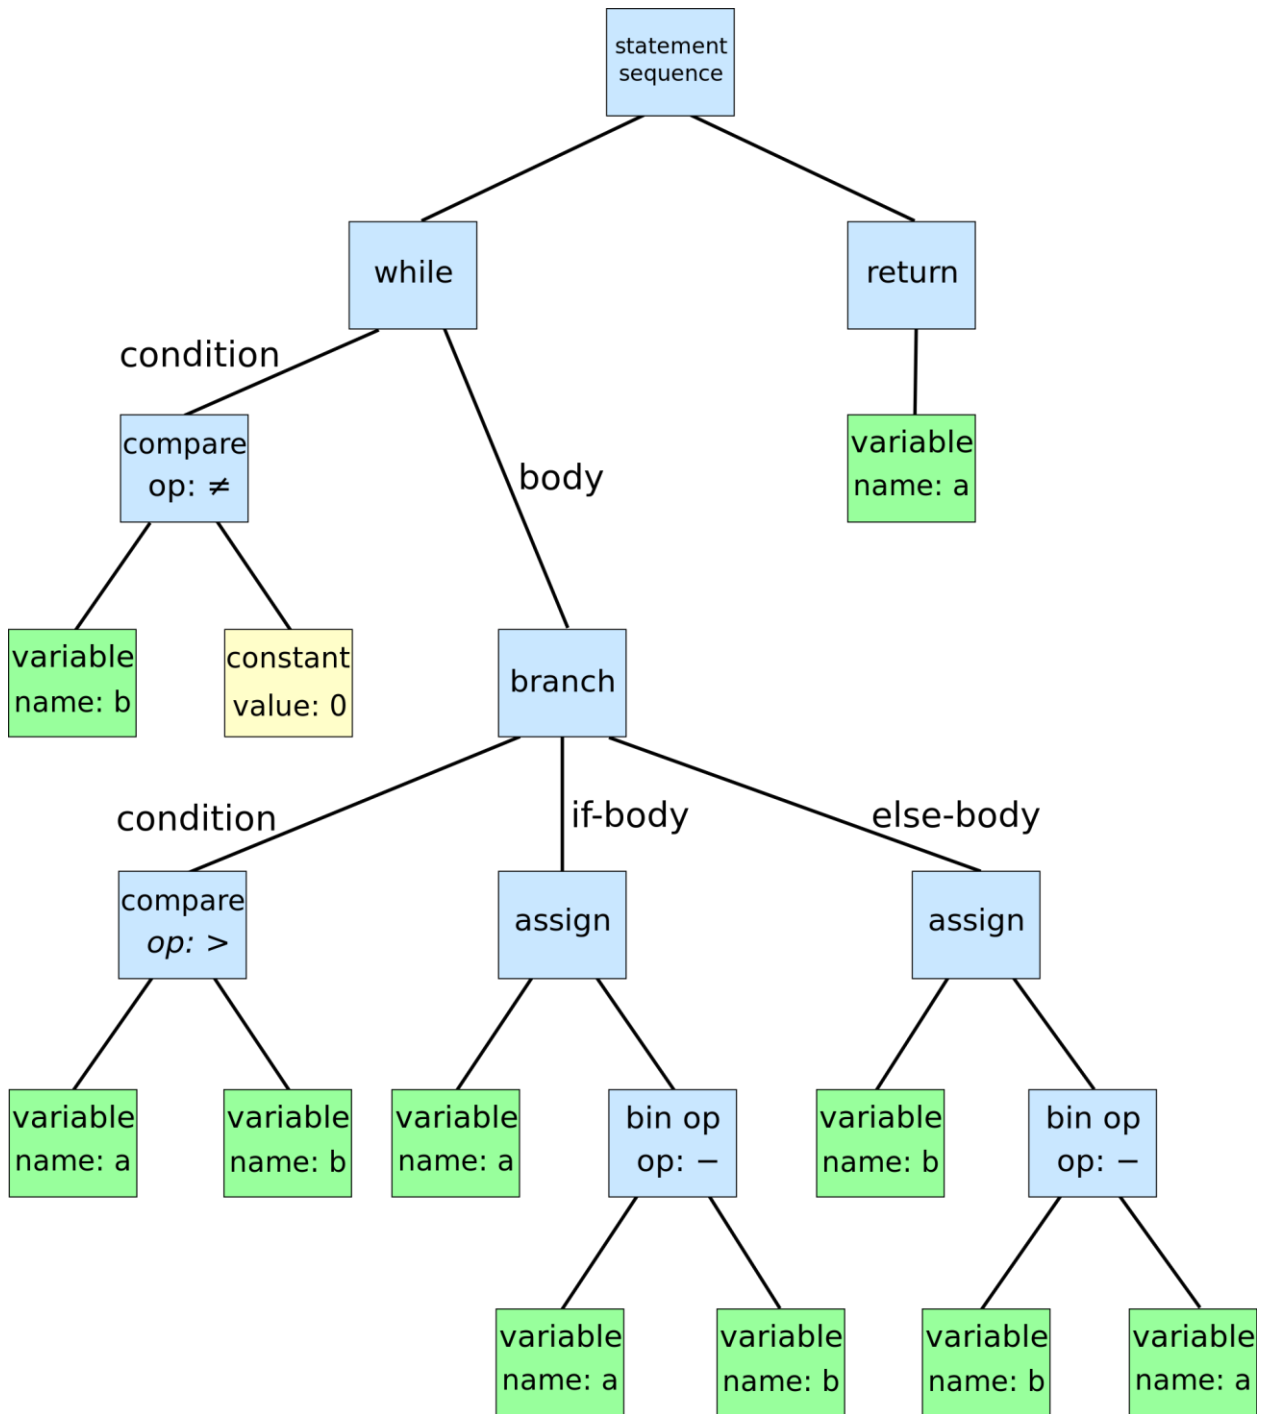 statement
sequence
while
return
condition
body
compare
op: ≠
variable
name: a
variable
name: b
constant
value: 0
branch
condition
if-body
else-body
compare
op: >
assign
assign
variable
name: a
variable
name: b
variable
name: a
bin op
op: −
variable
name: b
bin op
op: −
variable
name: a
variable
name: b
variable
name: b
variable
name: a